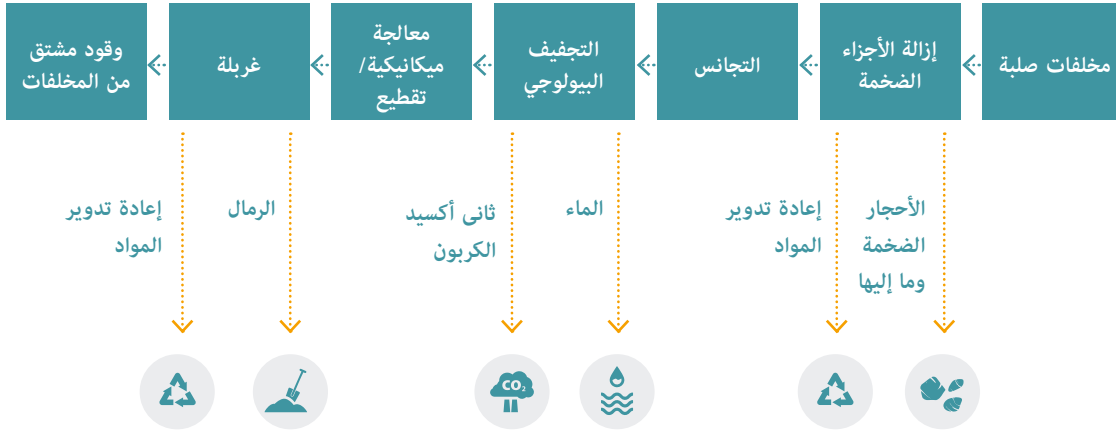 مخلفات صلبة
إزالة الأجزاء
الضخمة
التجانس
التجفيف
البيولوجي
معالجة
ميكانيكية/
تقطيع
غربلة
وقود مشتق
من المخلفات
الأحجار
الضخمة
وما إليها
إعادة تدوير
المواد
الماء
ثانى أكسيد
الكربون
الرمال
إعادة تدوير
المواد
CO₂